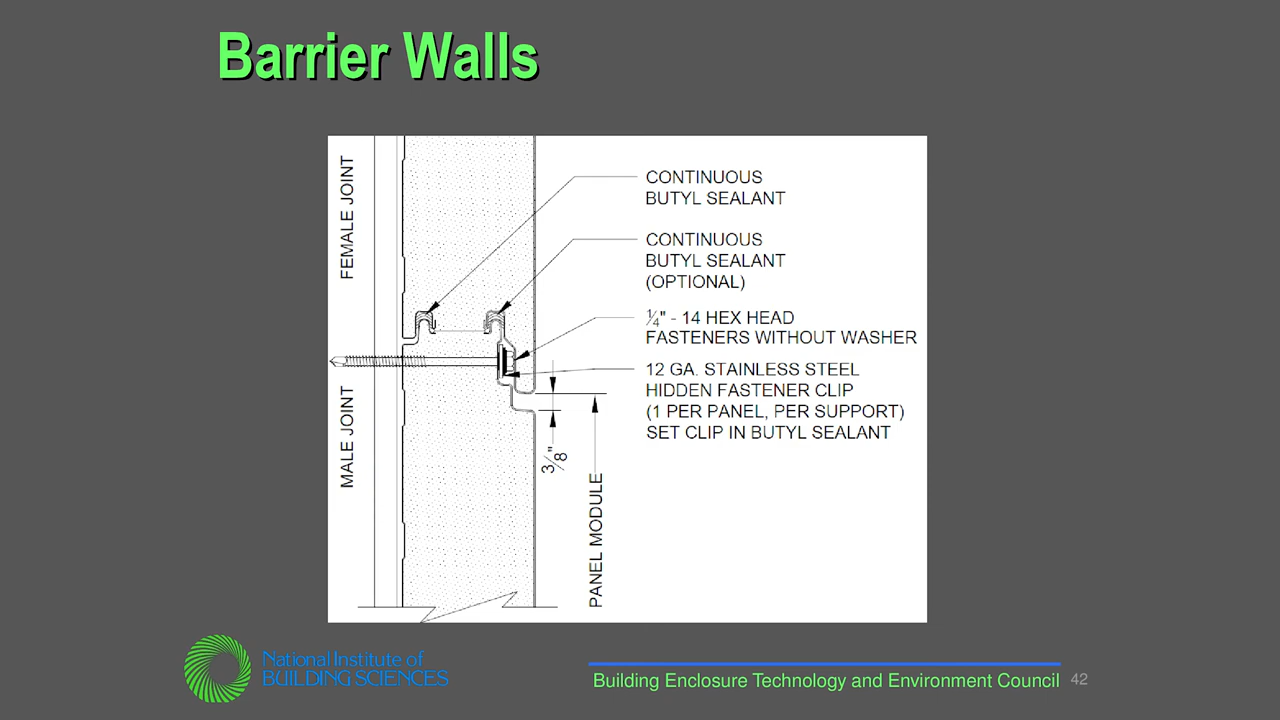 Barrier Walls
FEMALE JOINT
MALE JOINT
CONTINUOUS
BUTYL SEALANT
CONTINUOUS
BUTYL SEALANT
(OPTIONAL)
1/4" - 14 HEX HEAD
FASTENERS WITHOUT WASHER
12 GA. STAINLESS STEEL
HIDDEN FASTENER CLIP
(1 PER PANEL, PER SUPPORT)
SET CLIP IN BUTYL SEALANT
3/8"
PANEL MODULE
National Institute of
BUILDING SCIENCES
Building Enclosure Technology and Environment Council
42